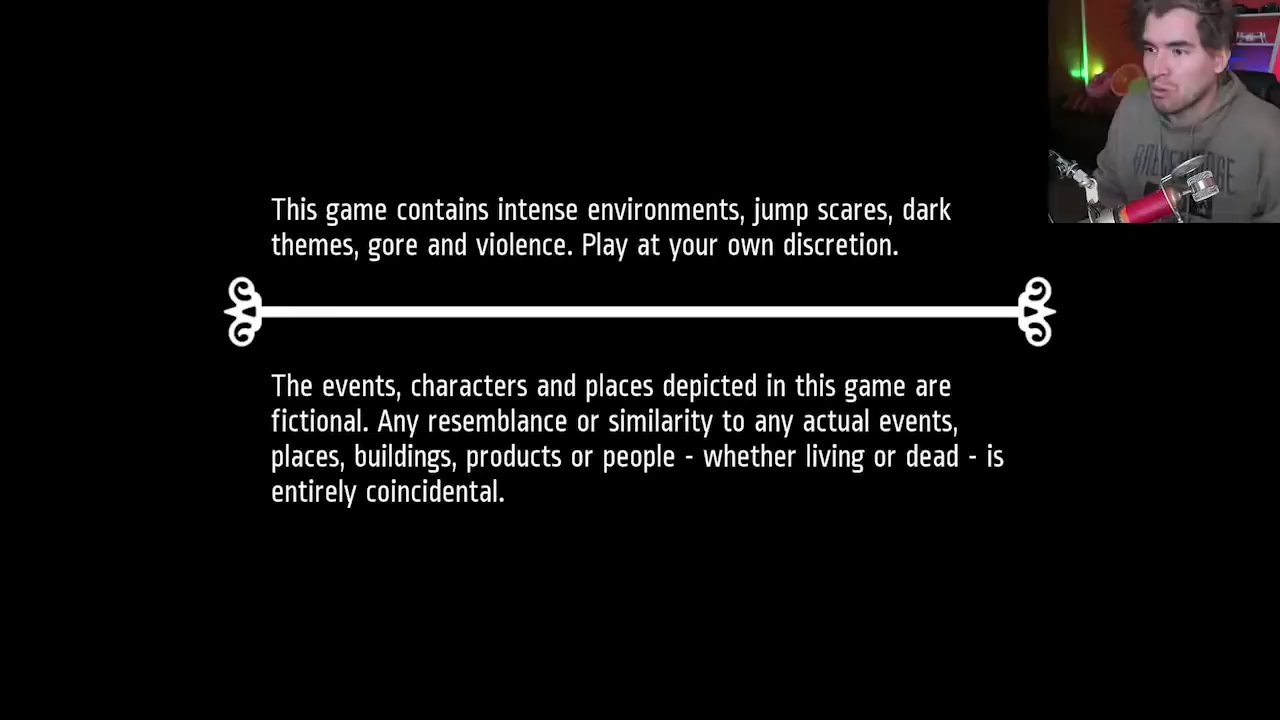 This game contains intense environments, jump scares, dark
themes, gore and violence. Play at your own discretion.
The events, characters and places depicted in this game are
fictional. Any resemblance or similarity to any actual events,
places, buildings, products or people - whether living or dead - is
entirely coincidental.